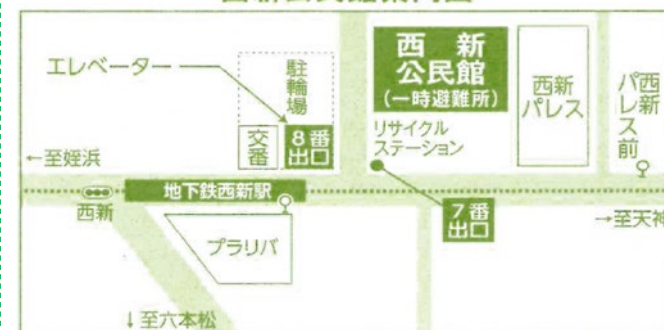 エレベーター
駐輪場
交番
8番
出口
←至姪浜
西新
公民館
(一時避難所)
リサイクル
ステーション
西新
パレス
西新
パレス前
地下鉄西新駅
西新
プラリバ
7番
出口
→至天神
↓至六本松